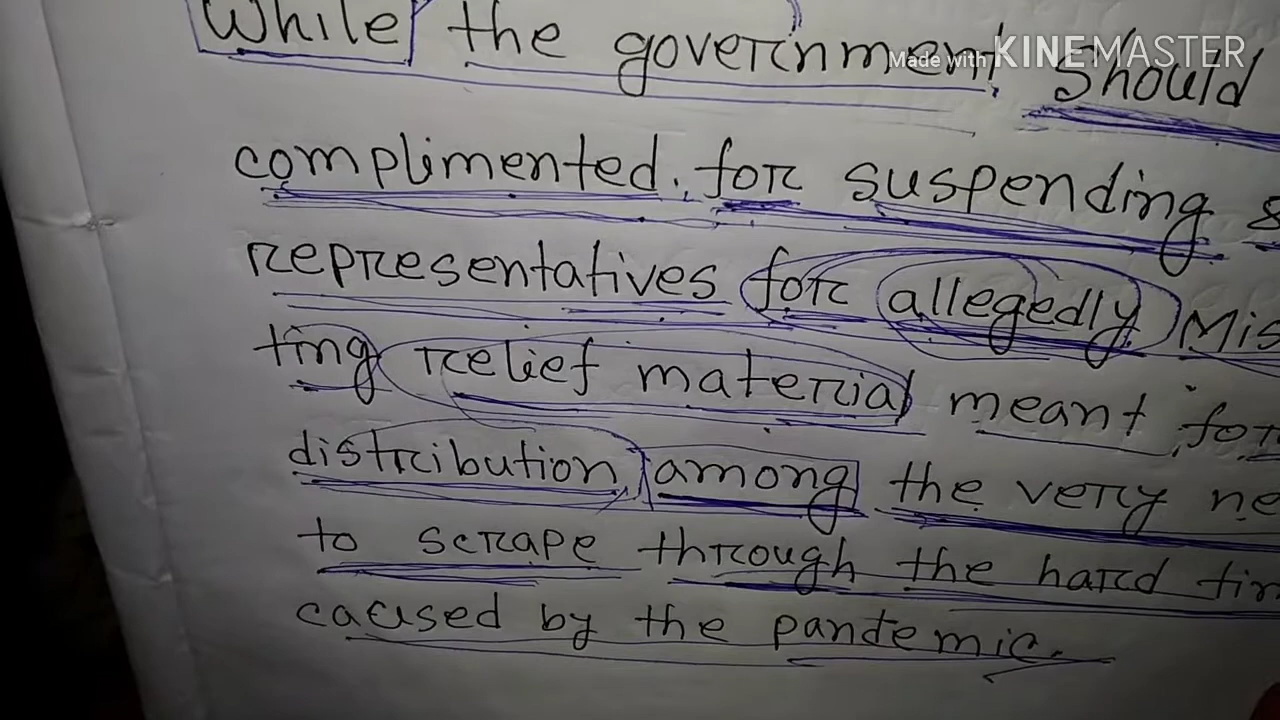 While the government should
Made with KINEMASTER
complimented for suspending
representatives for allegedly Mis
ting relief material meant for
distribution among the very ne
to scrape through the hard tim
caused by the pandemic.